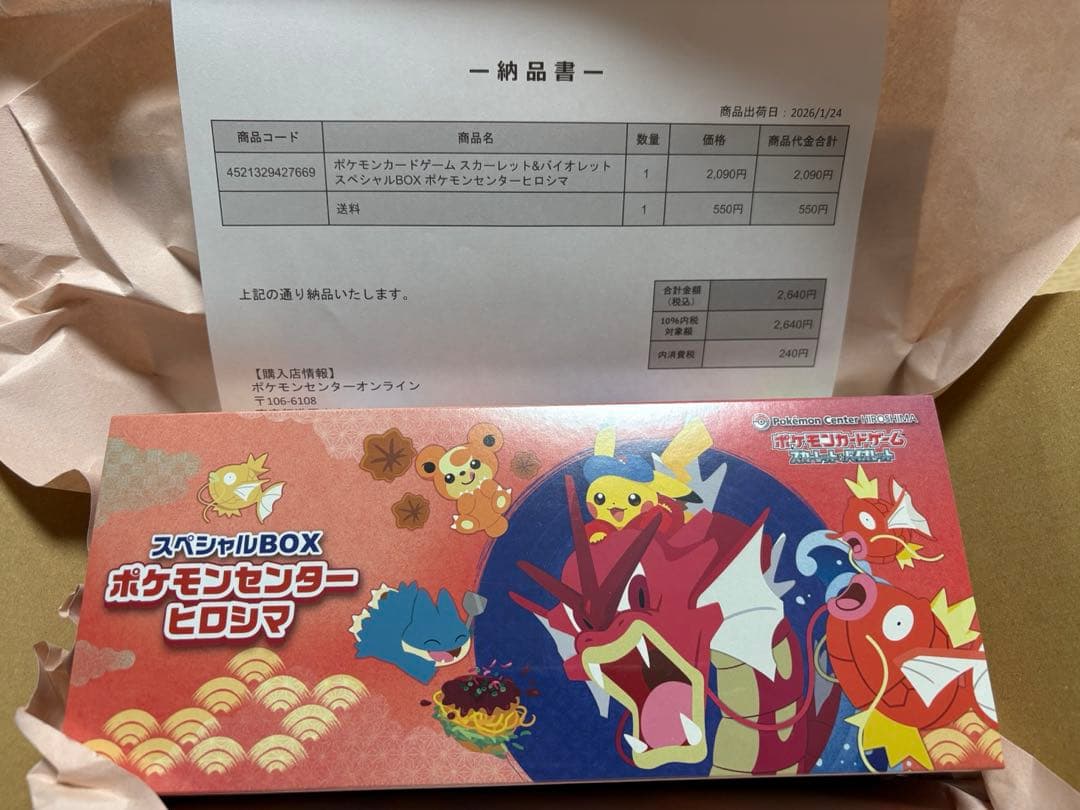 ー納品書ー
商品出荷日：2026/1/24
商品コード 商品名 数量 価格 商品代金合計
4521329427669 ポケモンカードゲーム スカーレット&バイオレット
スペシャルBOX ポケモンセンターヒロシマ 1 2,090円 2,090円
送料 1 550円 550円
上記の通り納品いたします。
合計金額
（税込） 2,640円
10%内税
対象額 2,640円
内消費税 240円
【購入店情報】
ポケモンセンターオンライン
〒106-6108
Pokémon Center HIROSHIMA
ポケモンカードゲーム
スカーレット&バイオレット
スペシャルBOX
ポケモンセンター
ヒロシマ